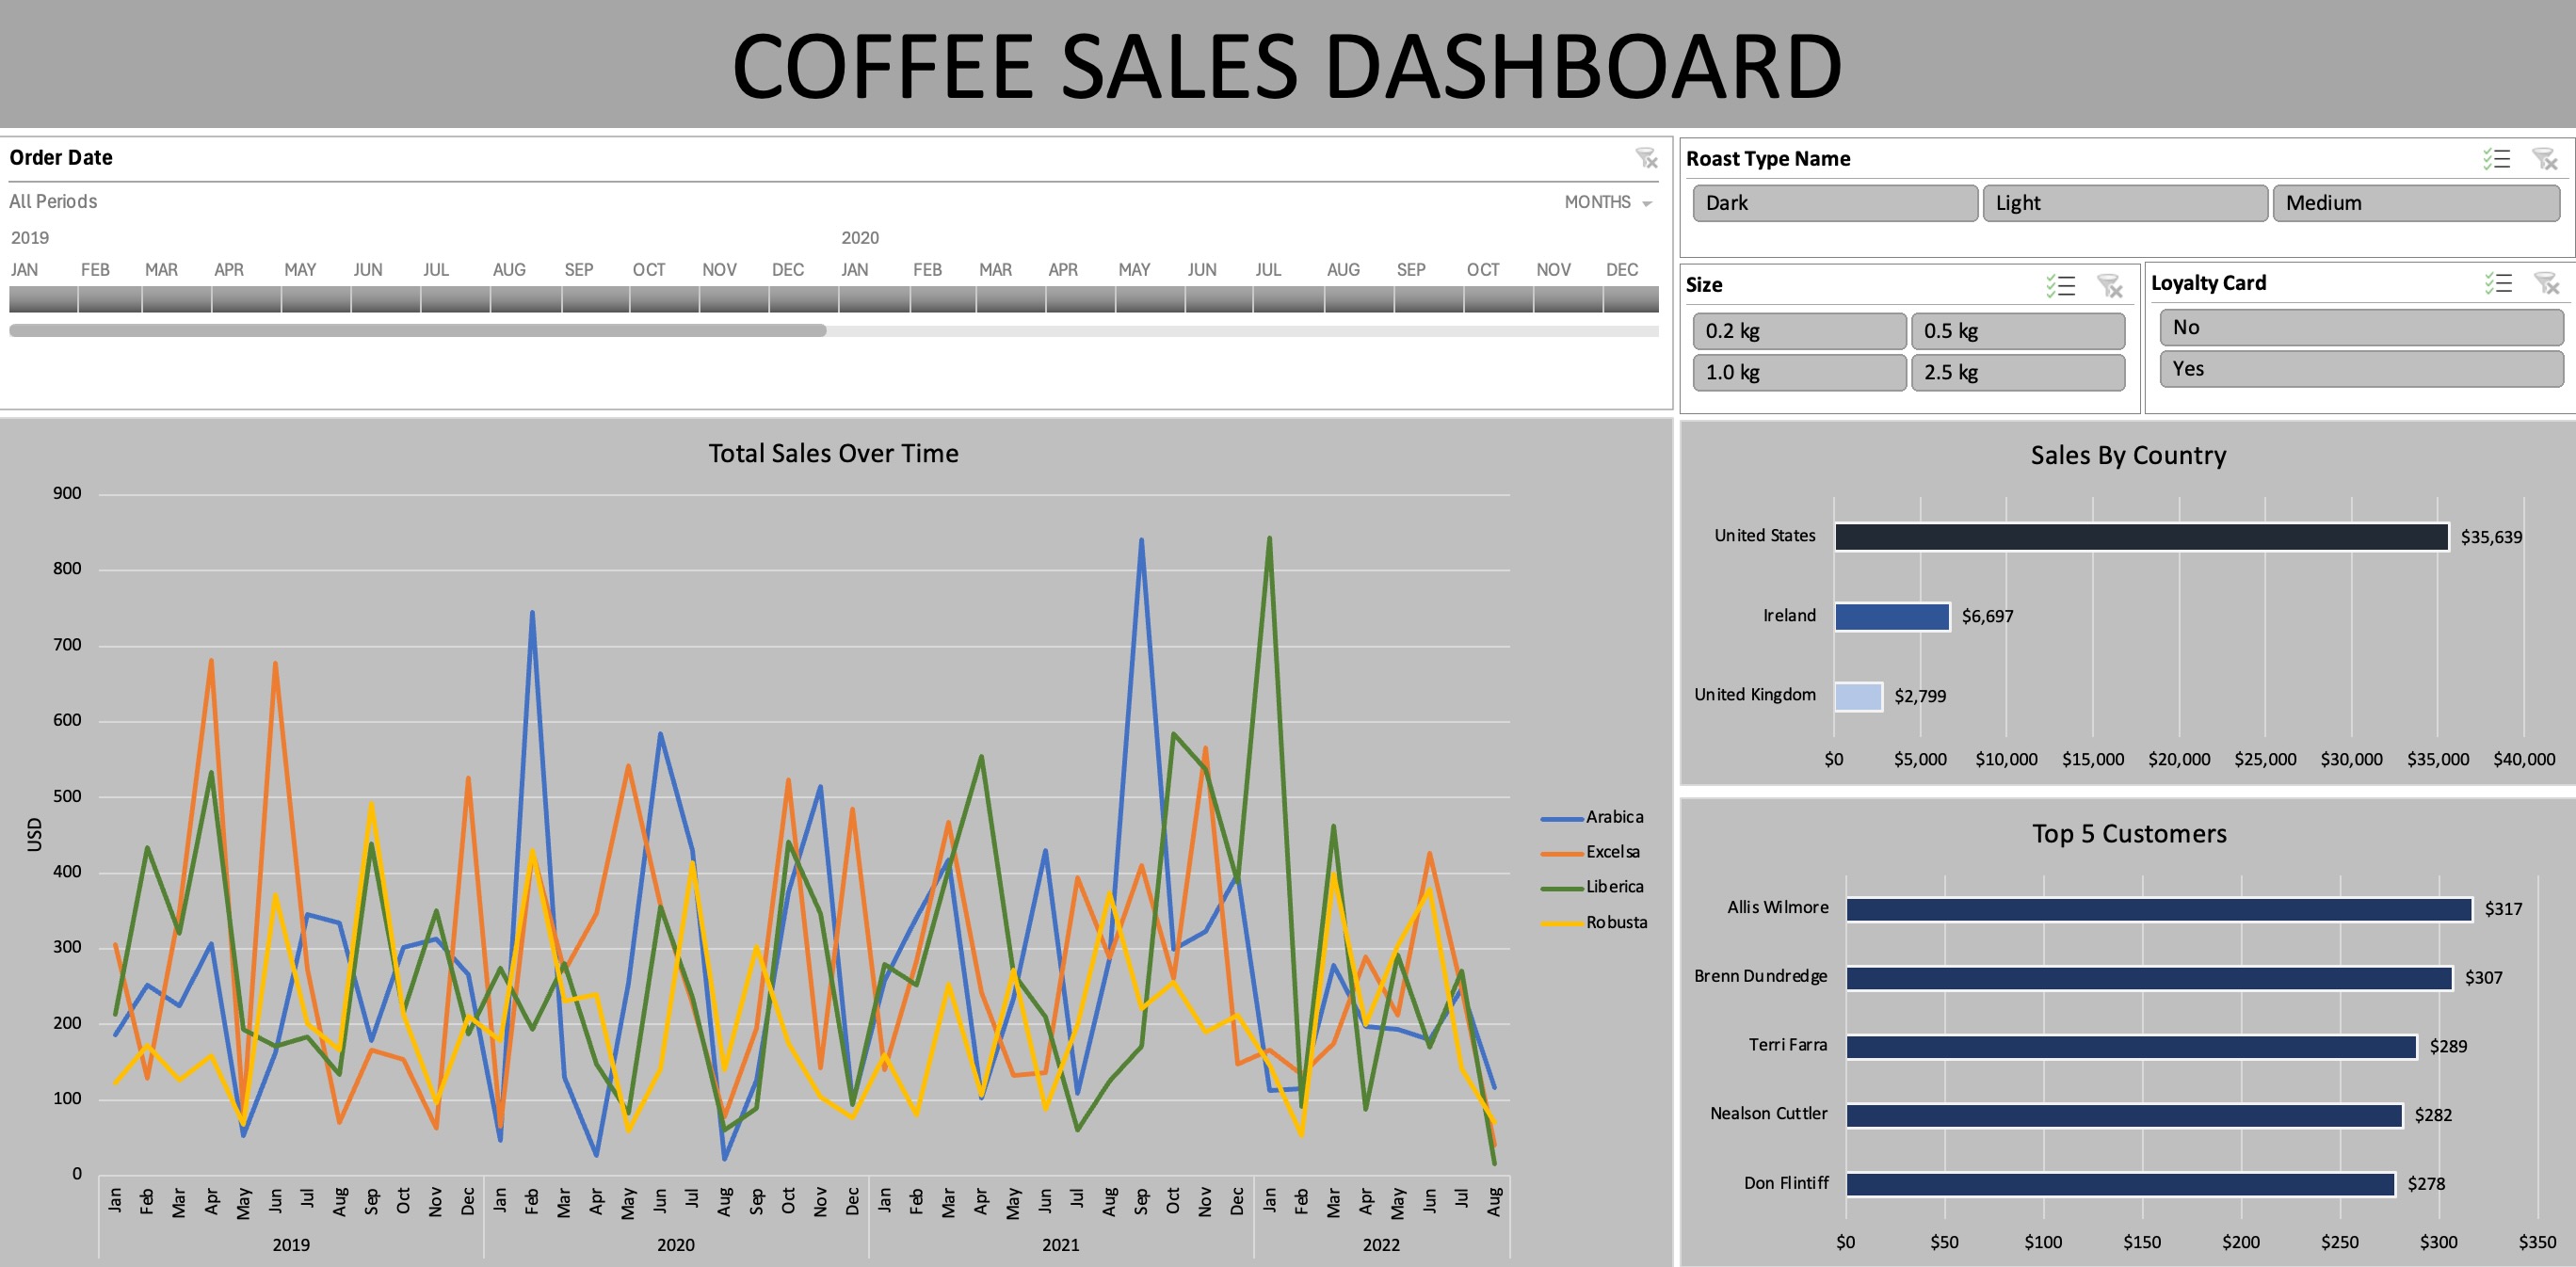 COFFEE SALES DASHBOARD
Order Date
All Periods
MONTHS
2019 2020
JAN FEB MAR APR MAY JUN JUL AUG SEP OCT NOV DEC JAN FEB MAR APR MAY JUN JUL AUG SEP OCT NOV DEC
Roast Type Name
Dark Light Medium
Size
0.2 kg 0.5 kg
1.0 kg 2.5 kg
Loyalty Card
No
Yes
Total Sales Over Time
900
800
700
600
500
400
300
200
100
0
USD
Jan Feb Mar Apr May Jun Jul Aug Sep Oct Nov Dec Jan Feb Mar Apr May Jun Jul Aug Sep Oct Nov Dec Jan Feb Mar Apr May Jun Jul Aug Sep Oct Nov Dec Jan Feb Mar Apr May Jun Jul Aug
2019 2020 2021 2022
Arabica
Excelsa
Liberica
Robusta
Sales By Country
United States $35,639
Ireland $6,697
United Kingdom $2,799
$0 $5,000 $10,000 $15,000 $20,000 $25,000 $30,000 $35,000 $40,000
Top 5 Customers
Allis Wilmore $317
Brenn Dundredge $307
Terri Farra $289
Nealson Cuttler $282
Don Flintiff $278
$0 $50 $100 $150 $200 $250 $300 $350